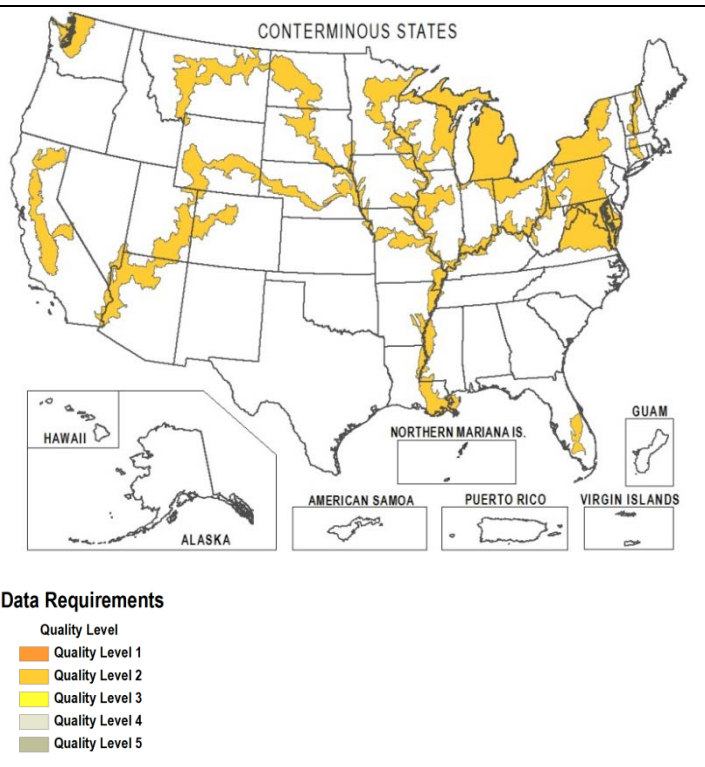 CONTERMINOUS STATES
HAWAII
ALASKA
NORTHERN MARIANA IS.
GUAM
AMERICAN SAMOA
PUERTO RICO
VIRGIN ISLANDS
Data Requirements
Quality Level
Quality Level 1
Quality Level 2
Quality Level 3
Quality Level 4
Quality Level 5